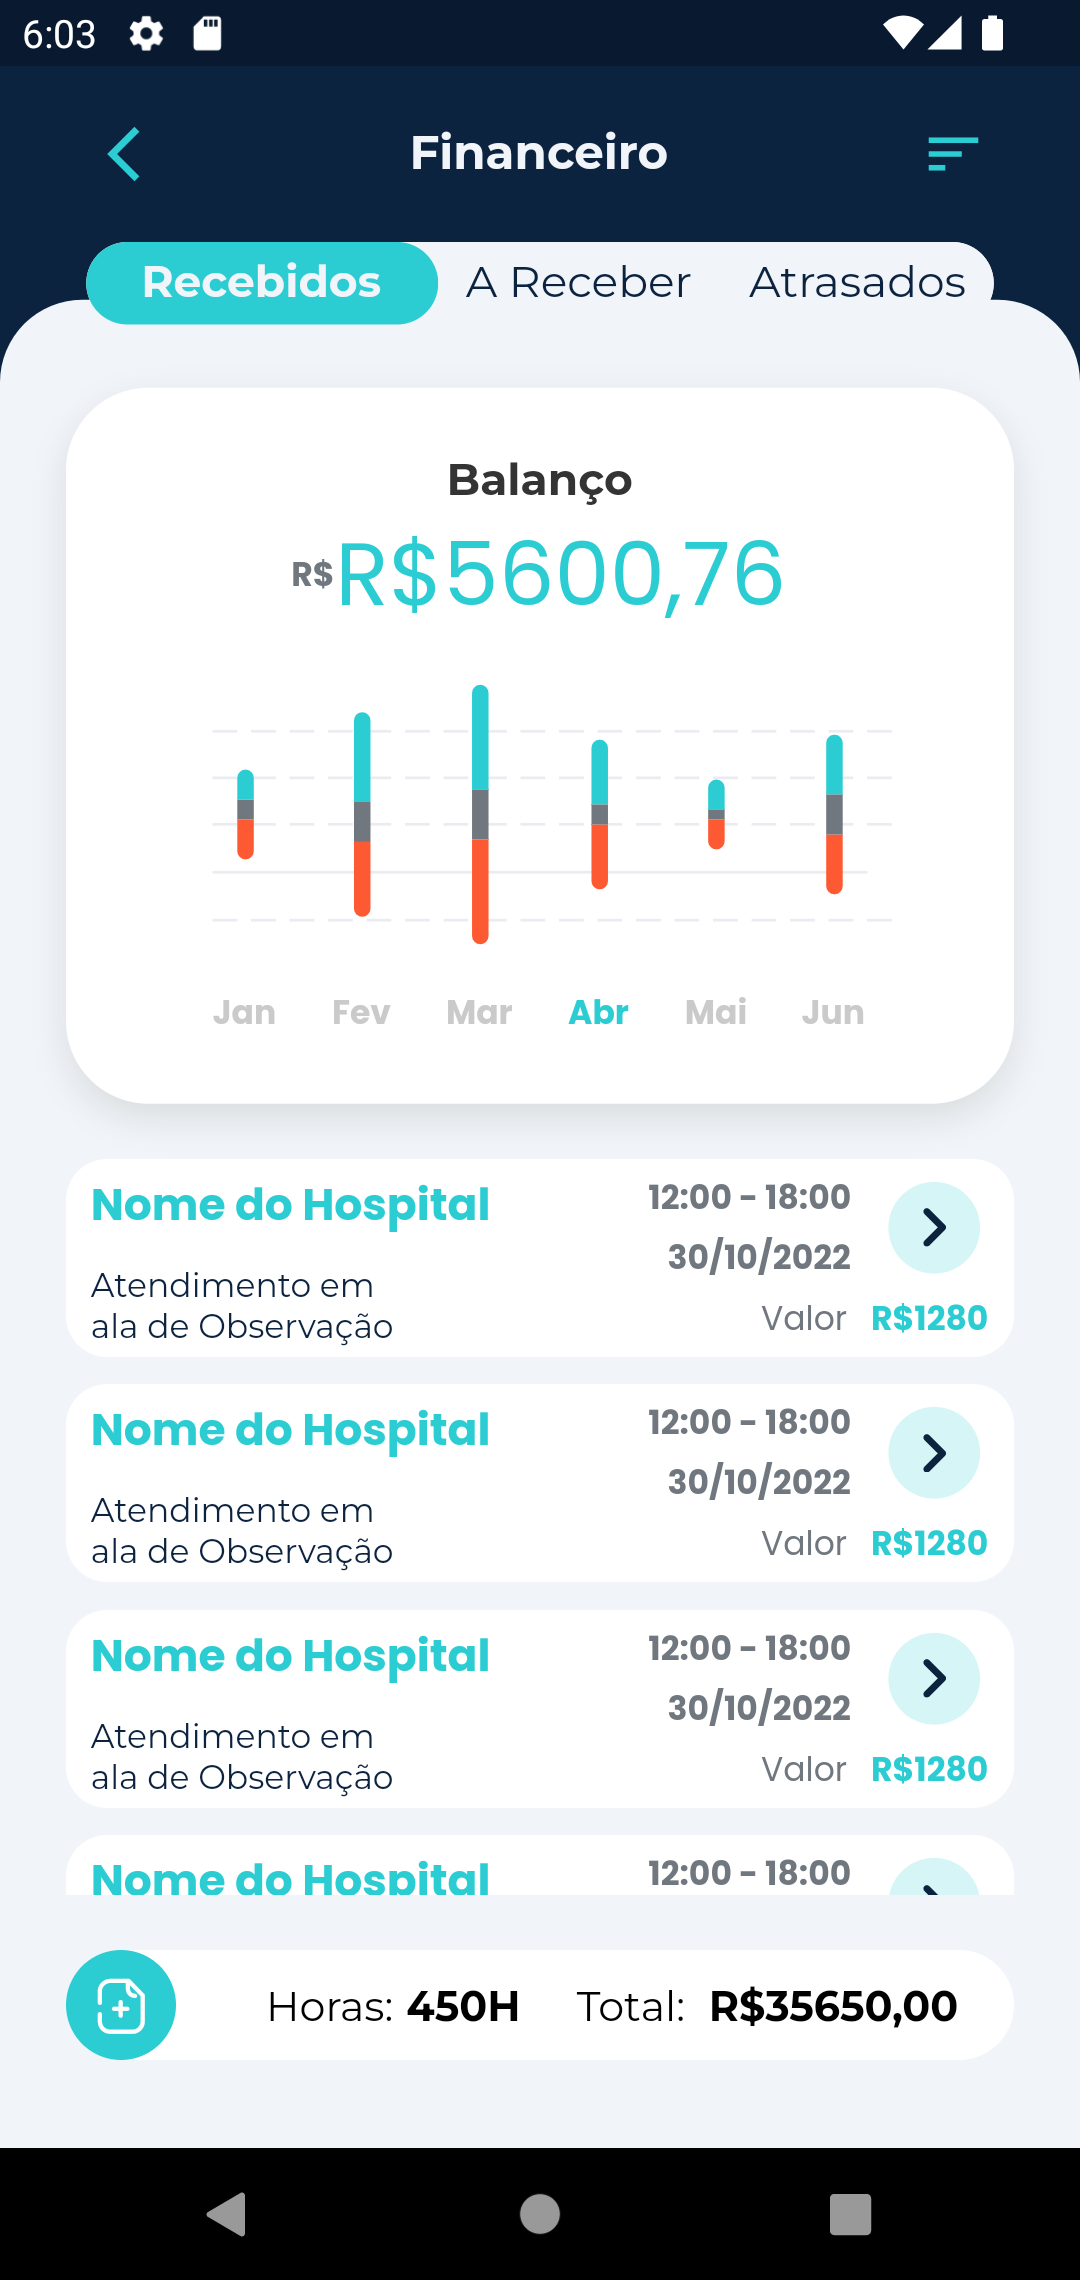 6:03
Financeiro
Recebidos A Receber Atrasados
Balanço
R$R$5600,76
Jan Fev Mar Abr Mai Jun
Nome do Hospital
12:00 - 18:00
30/10/2022
Atendimento em
ala de Observação
Valor R$1280
Nome do Hospital
12:00 - 18:00
30/10/2022
Atendimento em
ala de Observação
Valor R$1280
Nome do Hospital
12:00 - 18:00
30/10/2022
Atendimento em
ala de Observação
Valor R$1280
Nome do Hospital
12:00 - 18:00
Horas: 450H Total: R$35650,00